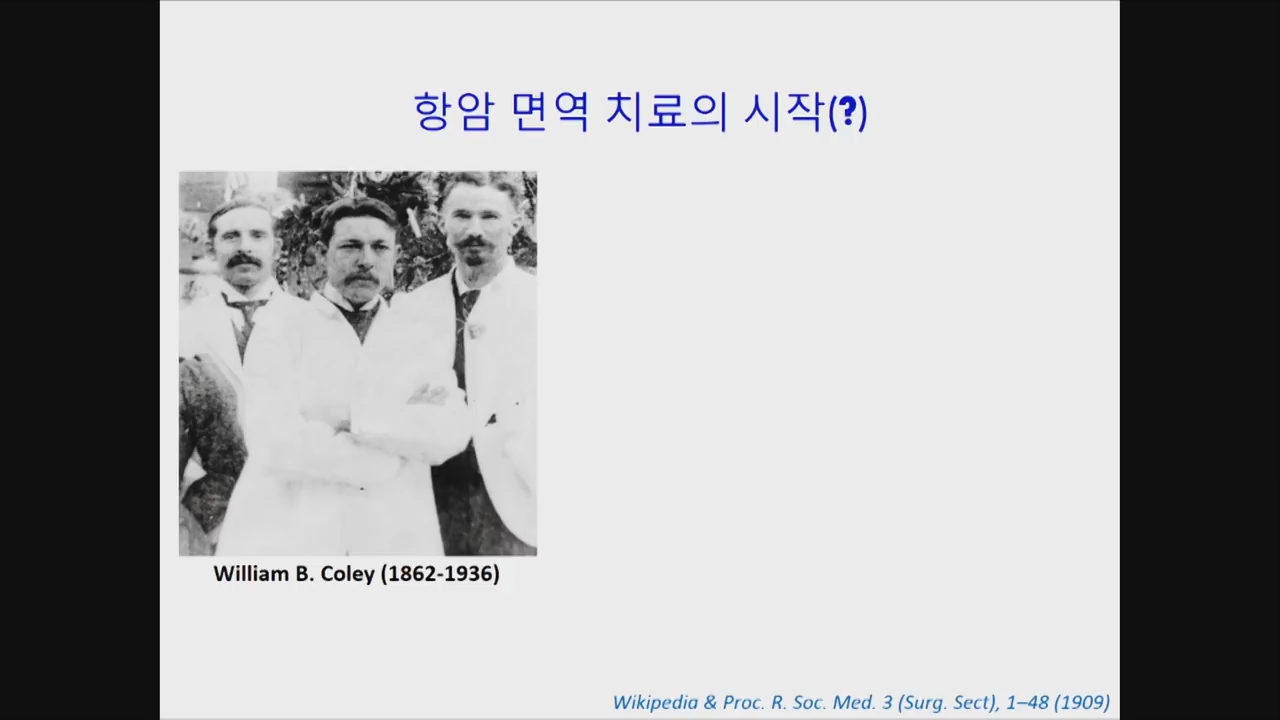 항암 면역 치료의 시작(?)
William B. Coley (1862-1936)
Wikipedia & Proc. R. Soc. Med. 3 (Surg. Sect), 1–48 (1909)